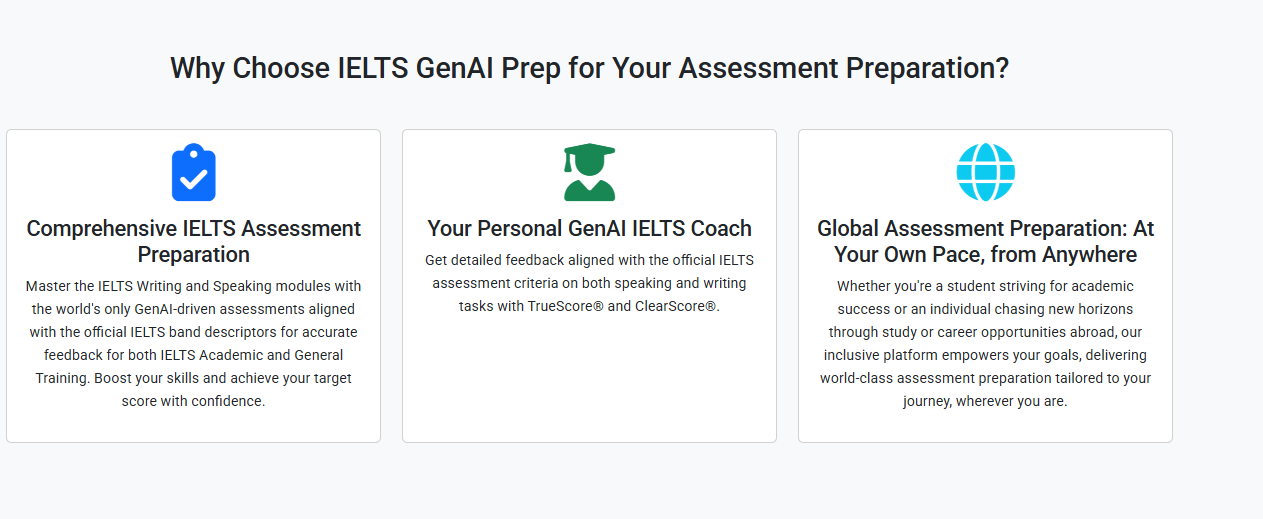 Why Choose IELTS GenAI Prep for Your Assessment Preparation?
Comprehensive IELTS Assessment
Preparation
Master the IELTS Writing and Speaking modules with
the world's only GenAI-driven assessments aligned
with the official IELTS band descriptors for accurate
feedback for both IELTS Academic and General
Training. Boost your skills and achieve your target
score with confidence.
Your Personal GenAI IELTS Coach
Get detailed feedback aligned with the official IELTS
assessment criteria on both speaking and writing
tasks with TrueScore® and ClearScore®.
Global Assessment Preparation: At
Your Own Pace, from Anywhere
Whether you're a student striving for academic
success or an individual chasing new horizons
through study or career opportunities abroad, our
inclusive platform empowers your goals, delivering
world-class assessment preparation tailored to your
journey, wherever you are.